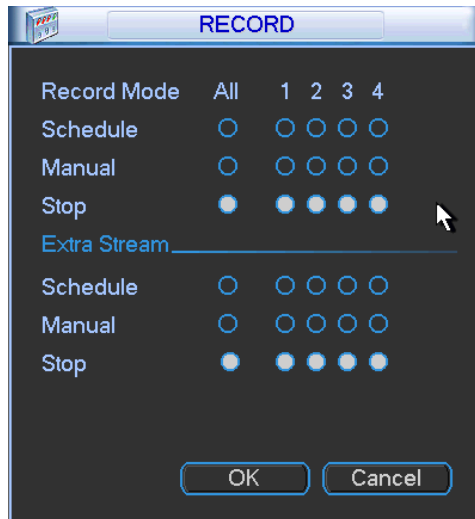 RECORD
Record Mode All 1 2 3 4
Schedule
Manual
Stop
Extra Stream
Schedule
Manual
Stop
OK Cancel